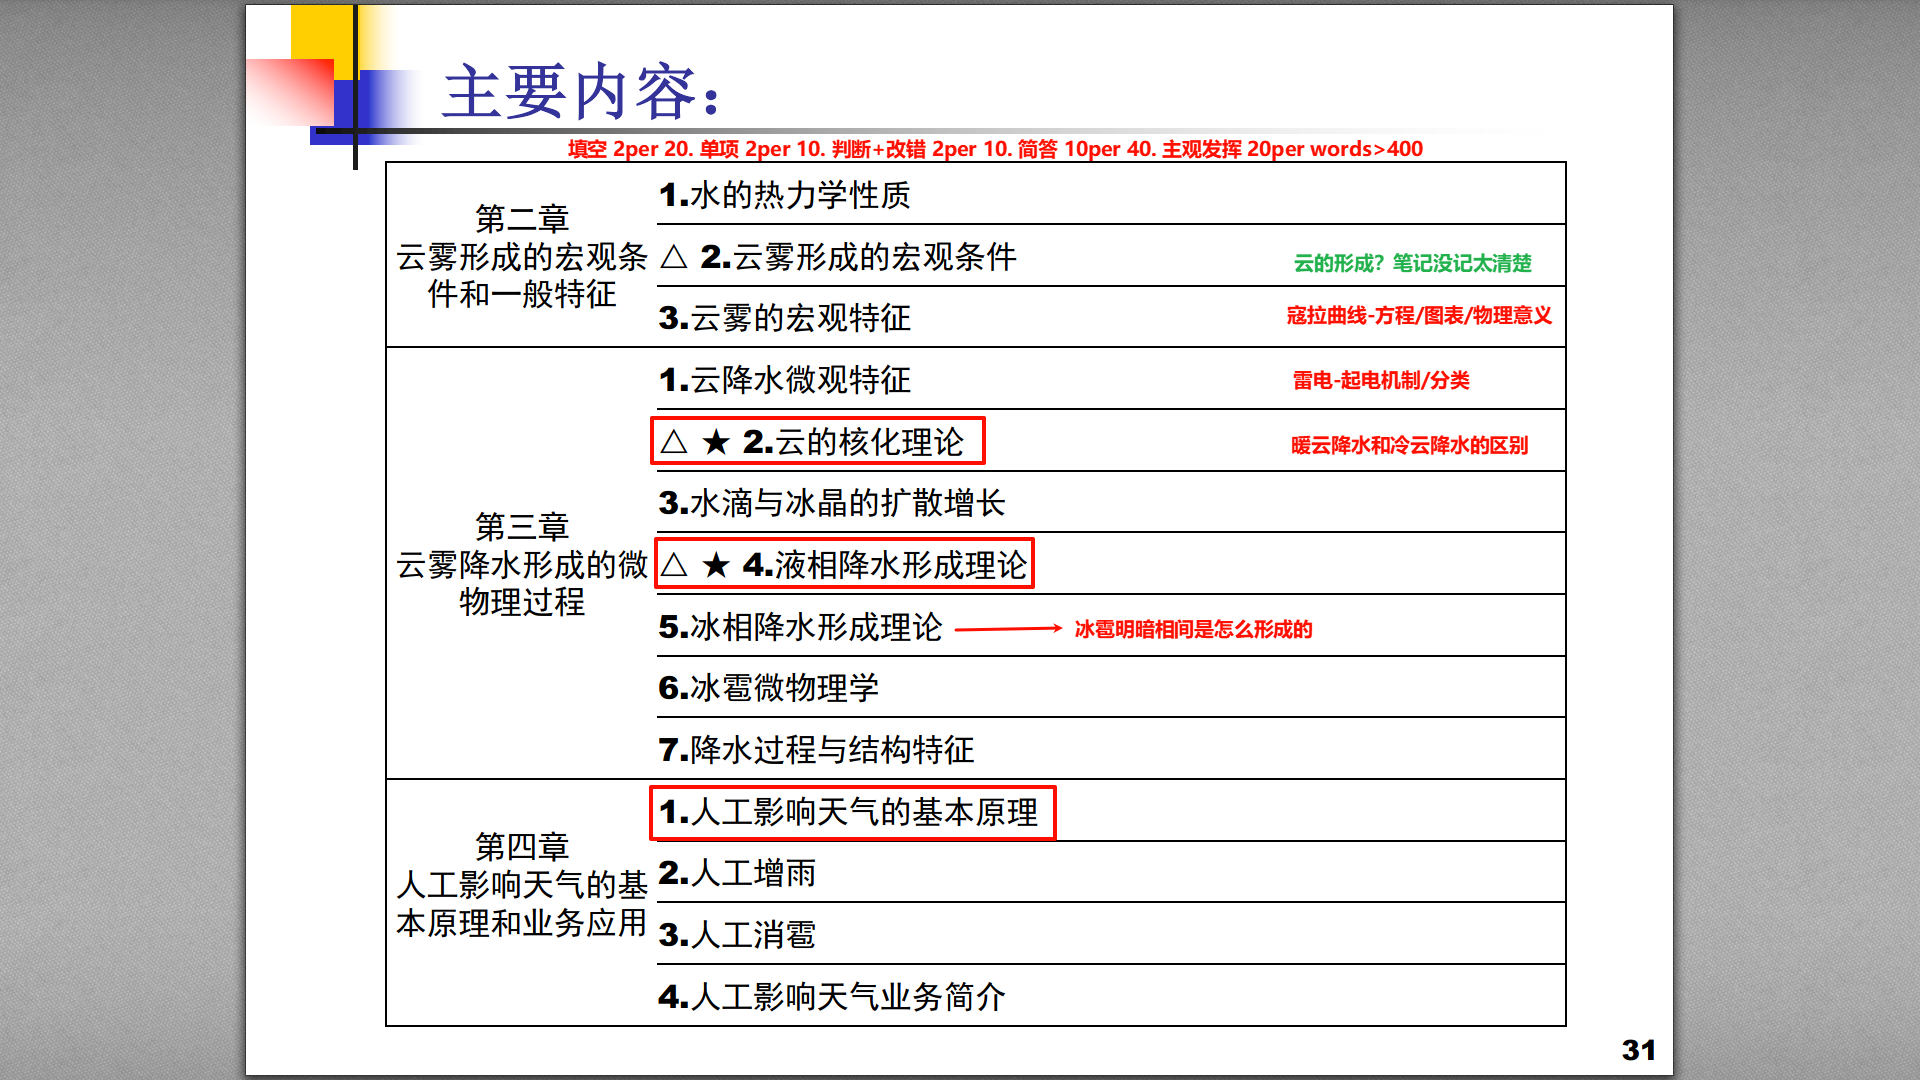 主要内容：
填空 2per 20. 单项 2per 10. 判断+改错 2per 10. 简答 10per 40. 主观发挥 20per words>400
第二章
云雾形成的宏观条
件和一般特征
1.水的热力学性质
△ 2.云雾形成的宏观条件
云的形成？笔记没记太清楚
3.云雾的宏观特征
寇拉曲线-方程/图表/物理意义
第三章
云雾降水形成的微
物理过程
1.云降水微观特征
雷电-起电机制/分类
△ ★ 2.云的核化理论
暖云降水和冷云降水的区别
3.水滴与冰晶的扩散增长
△ ★ 4.液相降水形成理论
5.冰相降水形成理论
冰雹明暗相间是怎么形成的
6.冰雹微物理学
7.降水过程与结构特征
第四章
人工影响天气的基
本原理和业务应用
1.人工影响天气的基本原理
2.人工增雨
3.人工消雹
4.人工影响天气业务简介
31